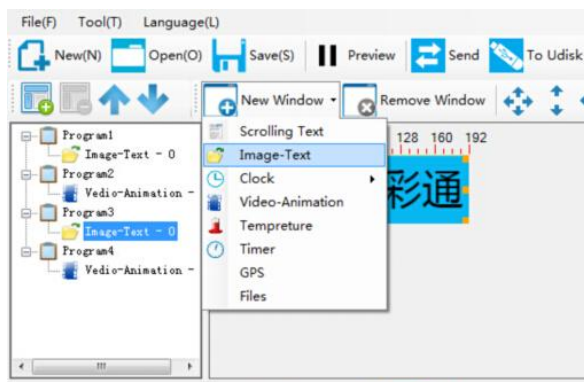 File(F) Tool(T) Language(L)
New(N) Open(O) Save(S) Preview Send To Udisk
New Window Remove Window
Program1
Image-Text - 0
Program2
Vedio-Animation -
Program3
Image-Text - 0
Program4
Vedio-Animation -
Scrolling Text
Image-Text
Clock
Video-Animation
Tempreture
Timer
GPS
Files
128 160 192
彩通